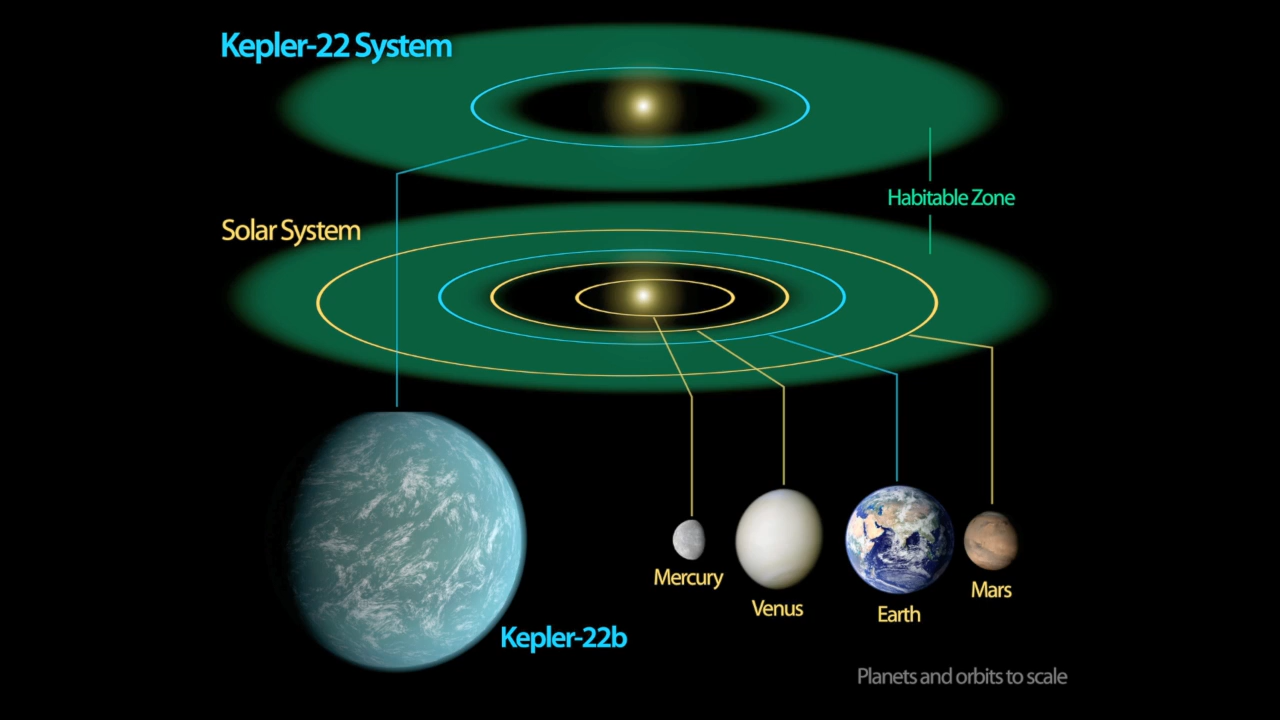 Kepler-22 System
Habitable Zone
Solar System
Mercury
Venus
Earth
Mars
Kepler-22b
Planets and orbits to scale